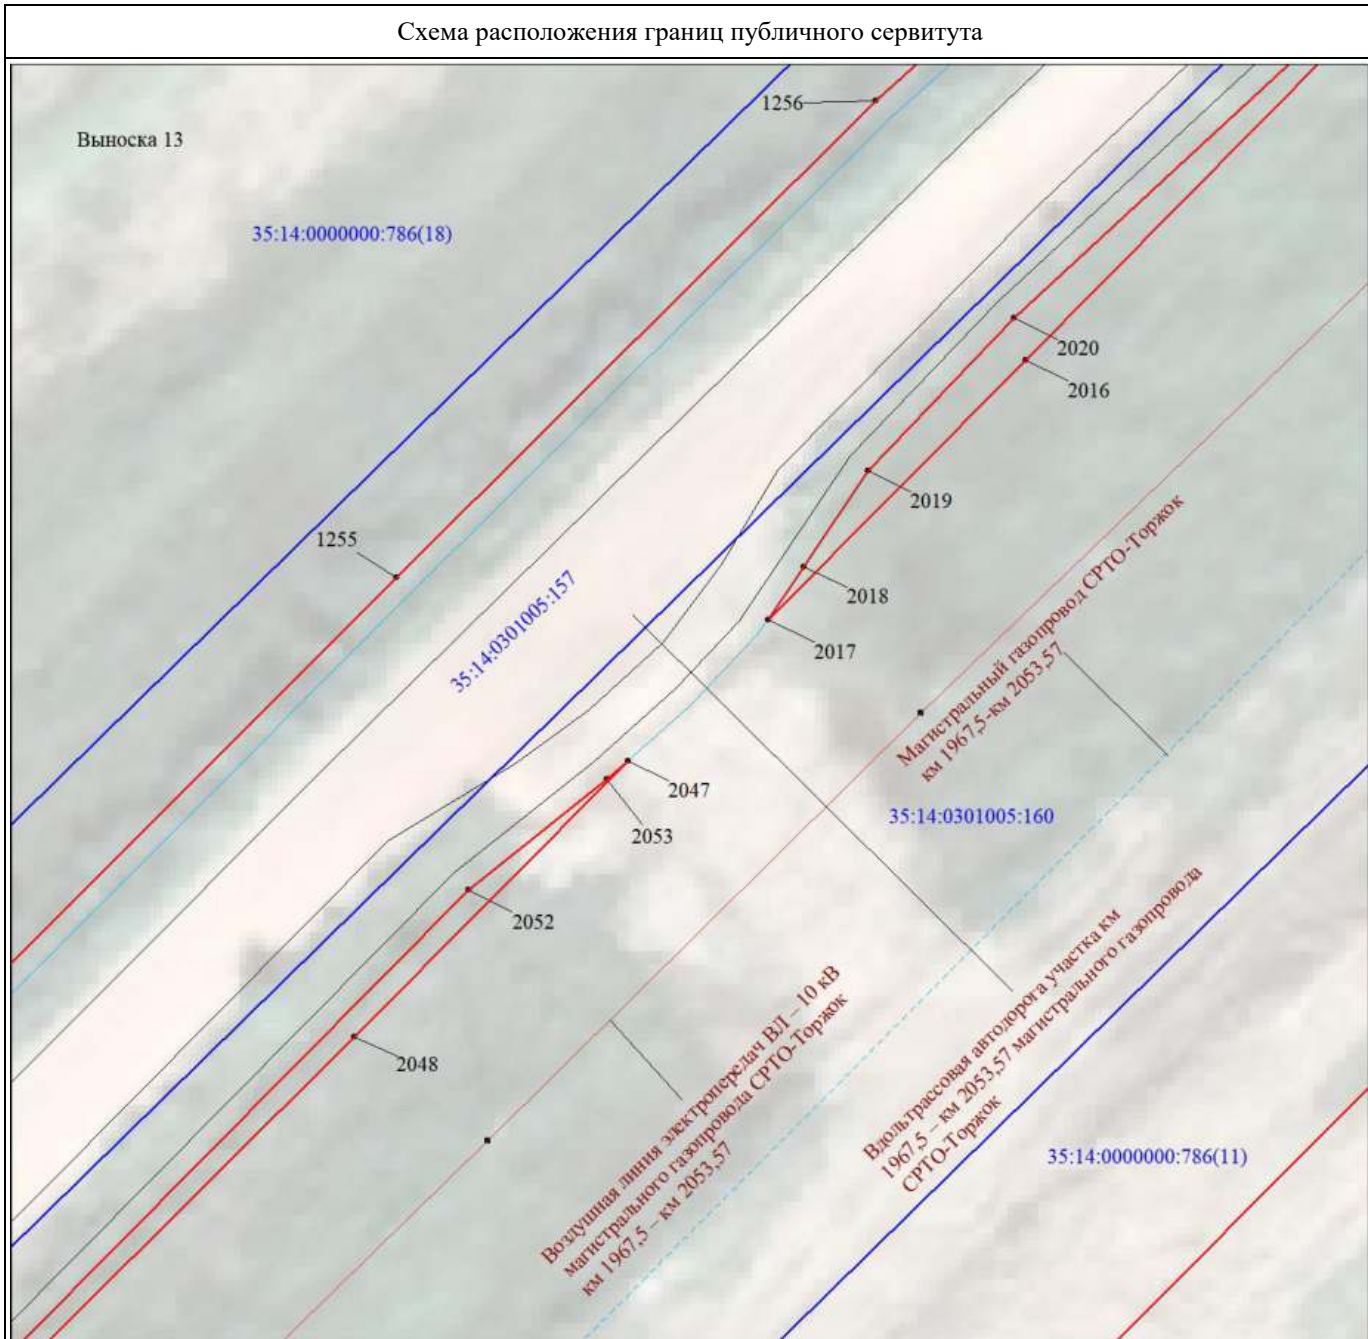 Схема расположения границ публичного сервитута
1256
Выноска 13
35:14:0000000:786(18)
2020
2016
2019
1255
35:14:0301005:157
2018
2017
Магистральный газопровод СРТО-Торжок
км 1967,5-км 2053,57
2047
35:14:0301005:160
2053
2052
Вдольтрассовая автодорога участка км
1967,5 – км 2053,57 магистрального газопровода
СРТО-Торжок
Воздушная линия электропередач ВЛ – 10 кВ
магистрального газопровода СРТО-Торжок
км 1967,5 – км 2053,57
2048
35:14:0000000:786(11)